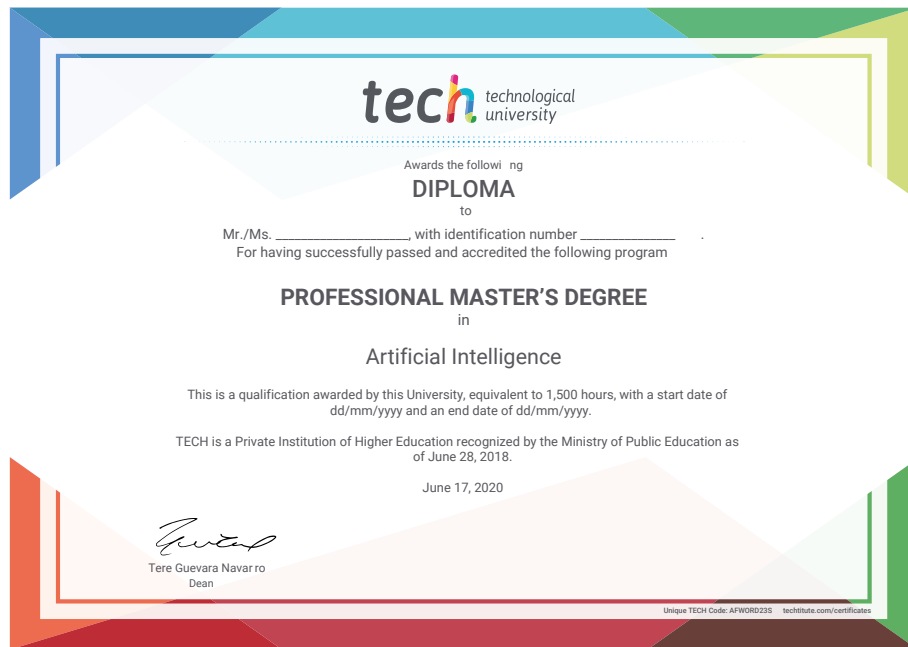 tech technological
university
Awards the followi ng
DIPLOMA
to
Mr./Ms. _____________________, with identification number _______________ .
For having successfully passed and accredited the following program
PROFESSIONAL MASTER'S DEGREE
in
Artificial Intelligence
This is a qualification awarded by this University, equivalent to 1,500 hours, with a start date of
dd/mm/yyyy and an end date of dd/mm/yyyy.
TECH is a Private Institution of Higher Education recognized by the Ministry of Public Education as
of June 28, 2018.
June 17, 2020
Tere Guevara Navar ro
Dean
Unique TECH Code: AFWORD23S techtitute.com/certificates